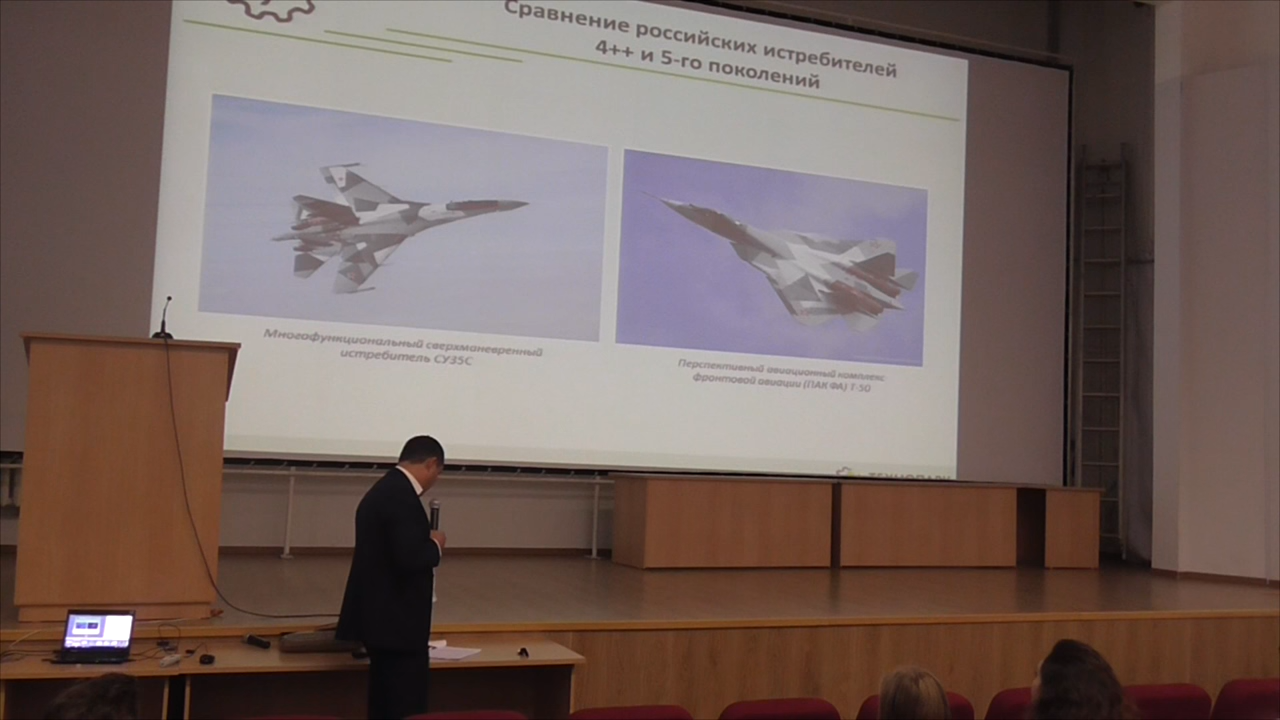 Сравнение российских истребителей
4++ и 5-го поколений
Многофункциональный сверхманевренный
истребитель СУ35С
Перспективный авиационный комплекс
фронтовой авиации (ПАК ФА) Т-50
ТЕХНОПАРК